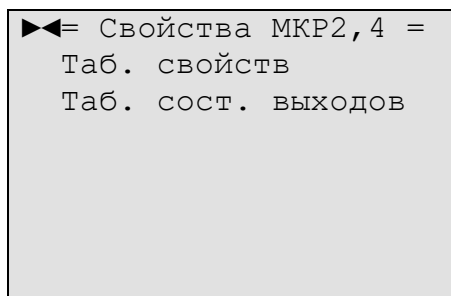 ►◄= Свойства МКР2,4 =
Таб. свойств
Таб. сост. выходов